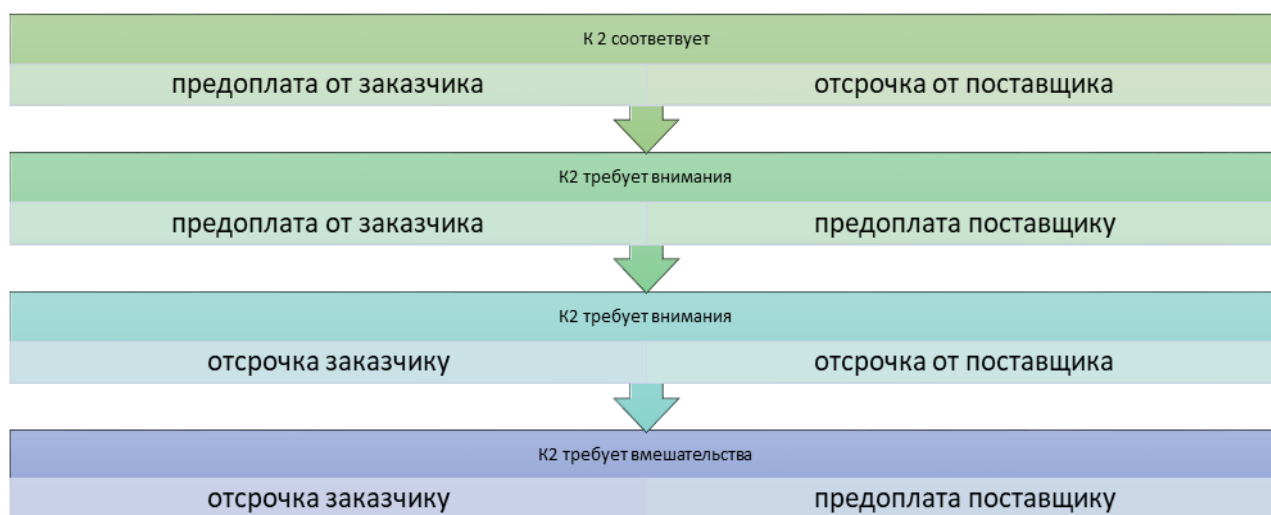 К 2 соответвует
предоплата от заказчика отсрочка от поставщика
К2 требует внимания
предоплата от заказчика предоплата поставщику
К2 требует внимания
отсрочка заказчику отсрочка от поставщика
К2 требует вмешательства
отсрочка заказчику предоплата поставщику